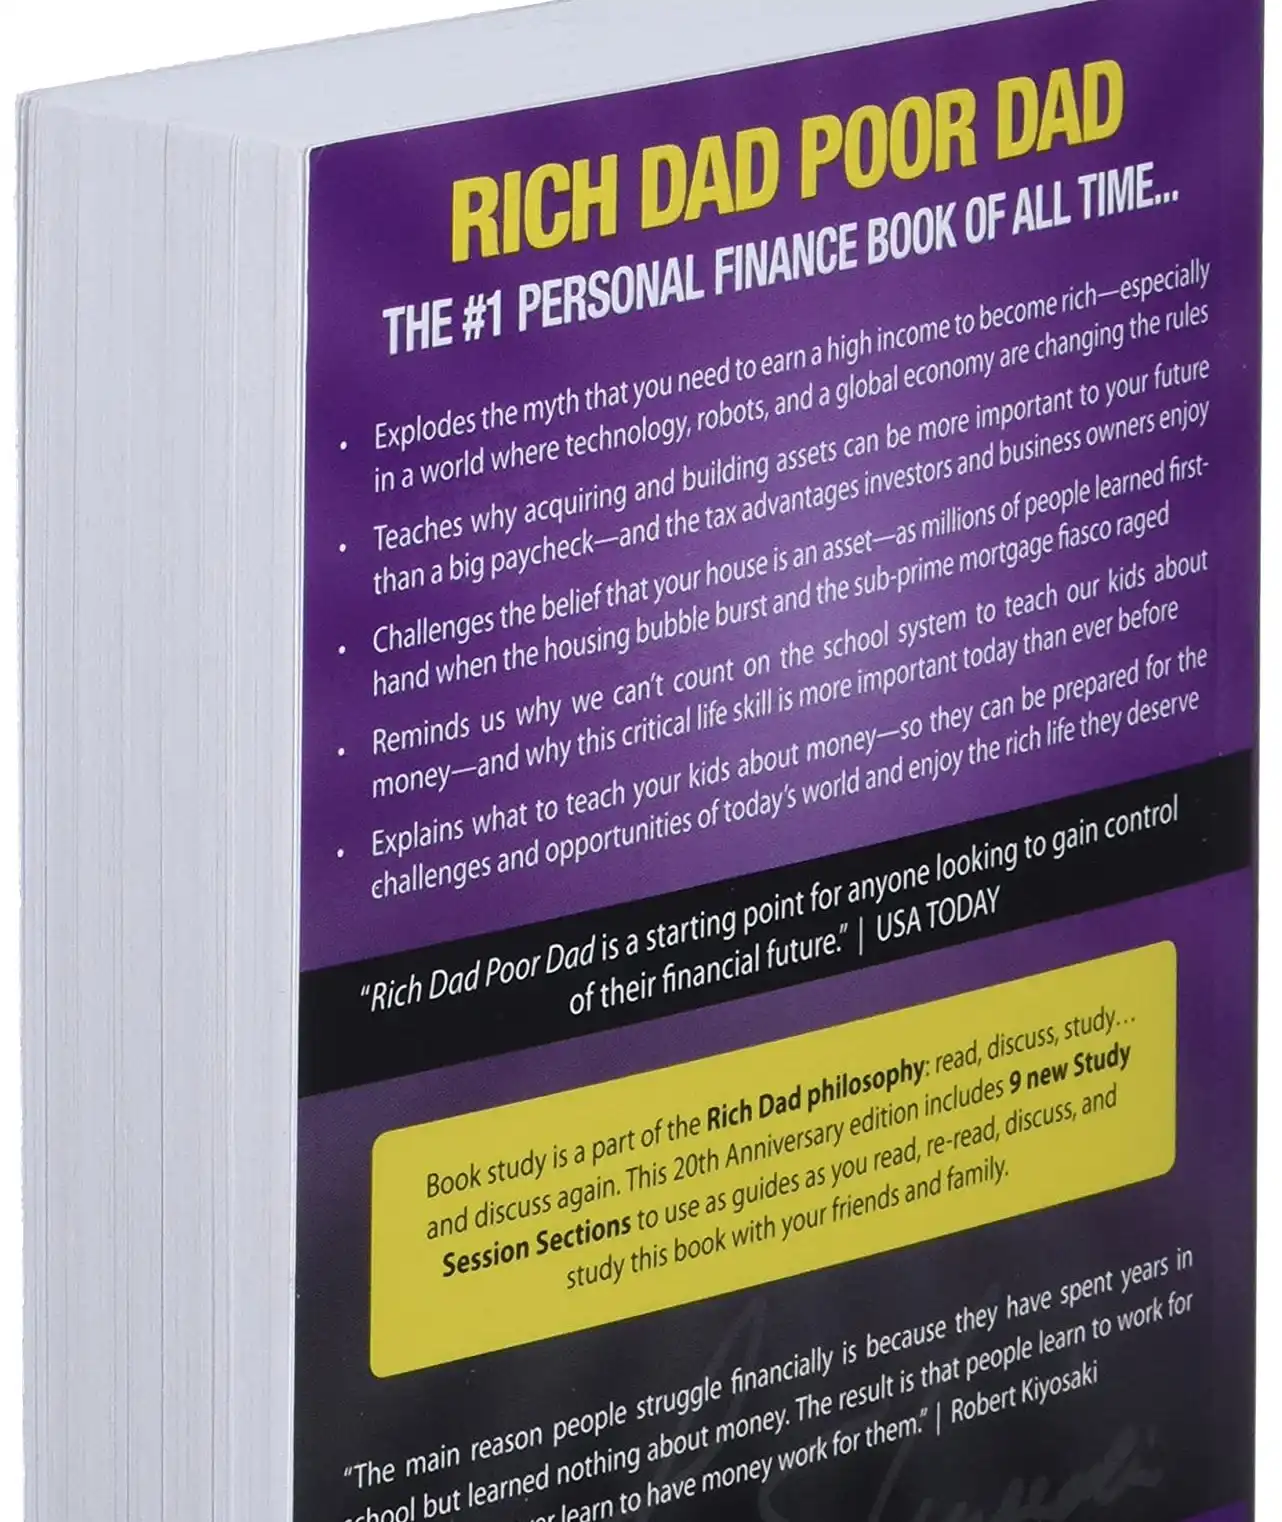 RICH DAD POOR DAD
THE #1 PERSONAL FINANCE BOOK OF ALL TIME...
• Explodes the myth that you need to earn a high income to become rich—especially
in a world where technology, robots, and a global economy are changing the rules
• Teaches why acquiring and building assets can be more important to your future
than a big paycheck—and the tax advantages investors and business owners enjoy
• Challenges the belief that your house is an asset—as millions of people learned first-
hand when the housing bubble burst and the sub-prime mortgage fiasco raged
• Reminds us why we can't count on the school system to teach our kids about
money—and why this critical life skill is more important today than ever before
• Explains what to teach your kids about money—so they can be prepared for the
challenges and opportunities of today's world and enjoy the rich life they deserve
"Rich Dad Poor Dad is a starting point for anyone looking to gain control
of their financial future." | USA TODAY
Book study is a part of the Rich Dad philosophy: read, discuss, study...
and discuss again. This 20th Anniversary edition includes 9 new Study
Session Sections to use as guides as you read, re-read, discuss, and
study this book with your friends and family.
"The main reason people struggle financially is because they have spent years in
school but learned nothing about money. The result is that people learn to work for
learn to have money work for them." | Robert Kiyosaki